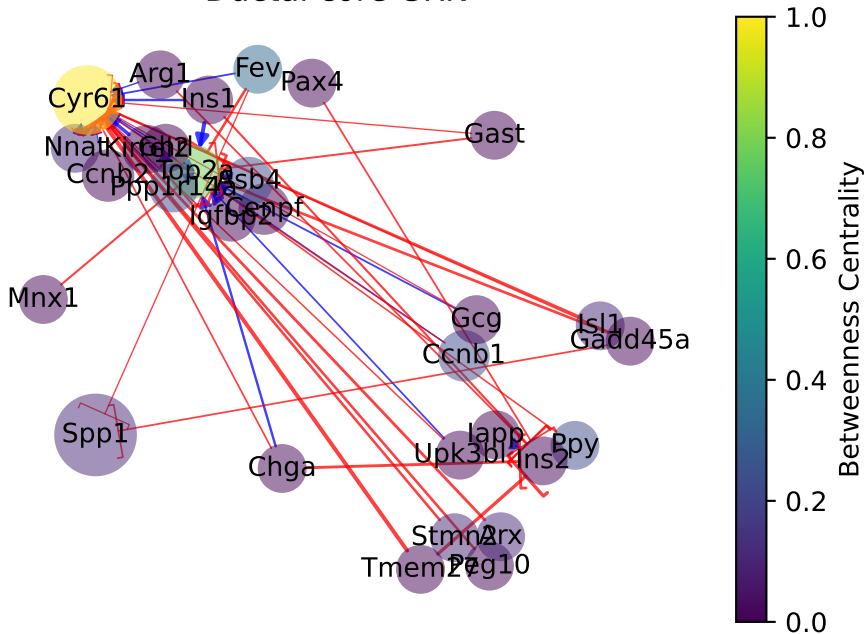 Arg1
Fev
Pax4
Cyr61
Ins1
Gast
Nnat
Ccnb2
Top2a
Ppp1r14a
Igfbp2
Cenpf
Mnx1
Gcg
Isl1
Gadd45a
Ccnb1
Spp1
Iapp
Ppy
Upk3bl
Ins2
Chga
Stmn2
Arx
Tmem27
Peg10
1.0
0.8
0.6
0.4
0.2
0.0
Betweenness Centrality